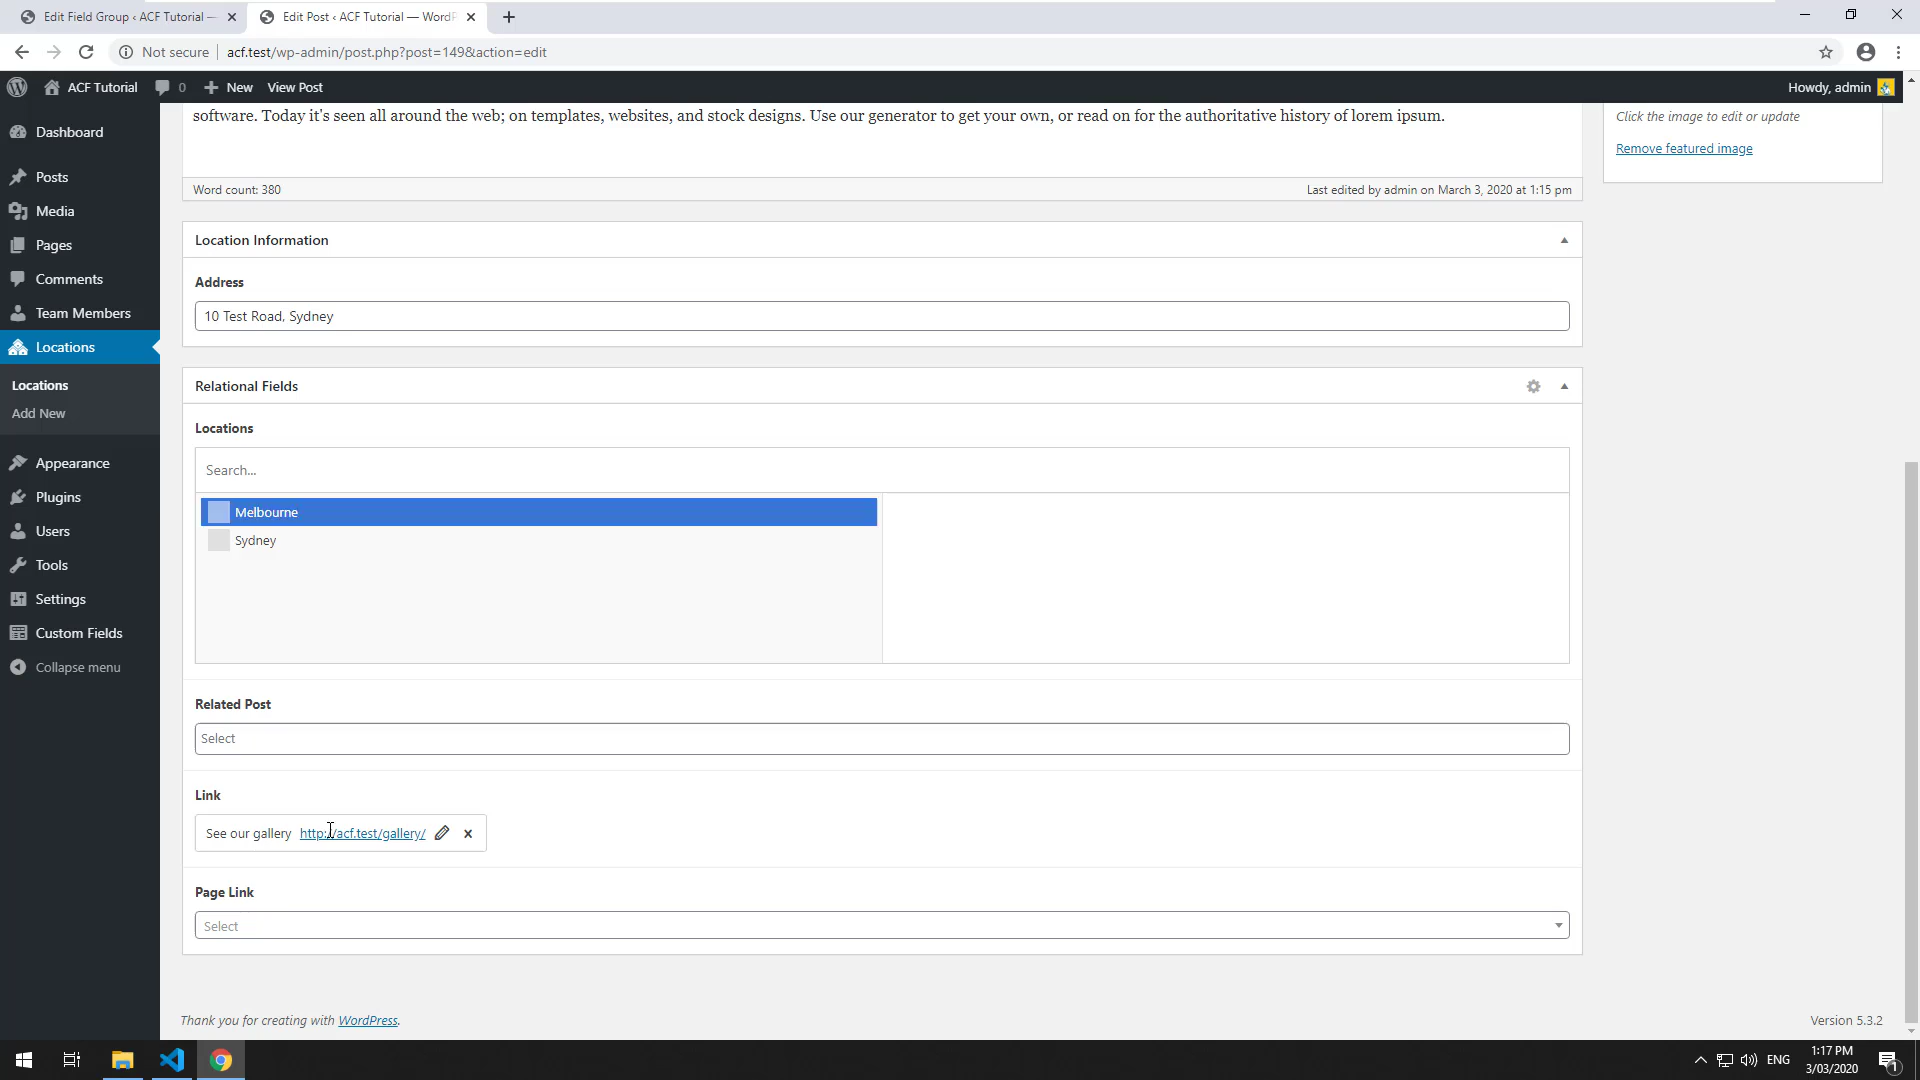 Edit Field Group ‹ ACF Tutorial —
Edit Post ‹ ACF Tutorial — WordP
Not secure
acf.test/wp-admin/post.php?post=149&action=edit
ACF Tutorial
0
New
View Post
Howdy, admin
Dashboard
Posts
Media
Pages
Comments
Team Members
Locations
Locations
Add New
Appearance
Plugins
Users
Tools
Settings
Custom Fields
Collapse menu
software. Today it's seen all around the web; on templates, websites, and stock designs. Use our generator to get your own, or read on for the authoritative history of lorem ipsum.
Word count: 380
Last edited by admin on March 3, 2020 at 1:15 pm
Click the image to edit or update
Remove featured image
Location Information
Address
10 Test Road, Sydney
Relational Fields
Locations
Search...
Melbourne
Sydney
Related Post
Select
Link
See our gallery http://acf.test/gallery/
Page Link
Select
Thank you for creating with WordPress.
Version 5.3.2
ENG
1:17 PM
3/03/2020
1